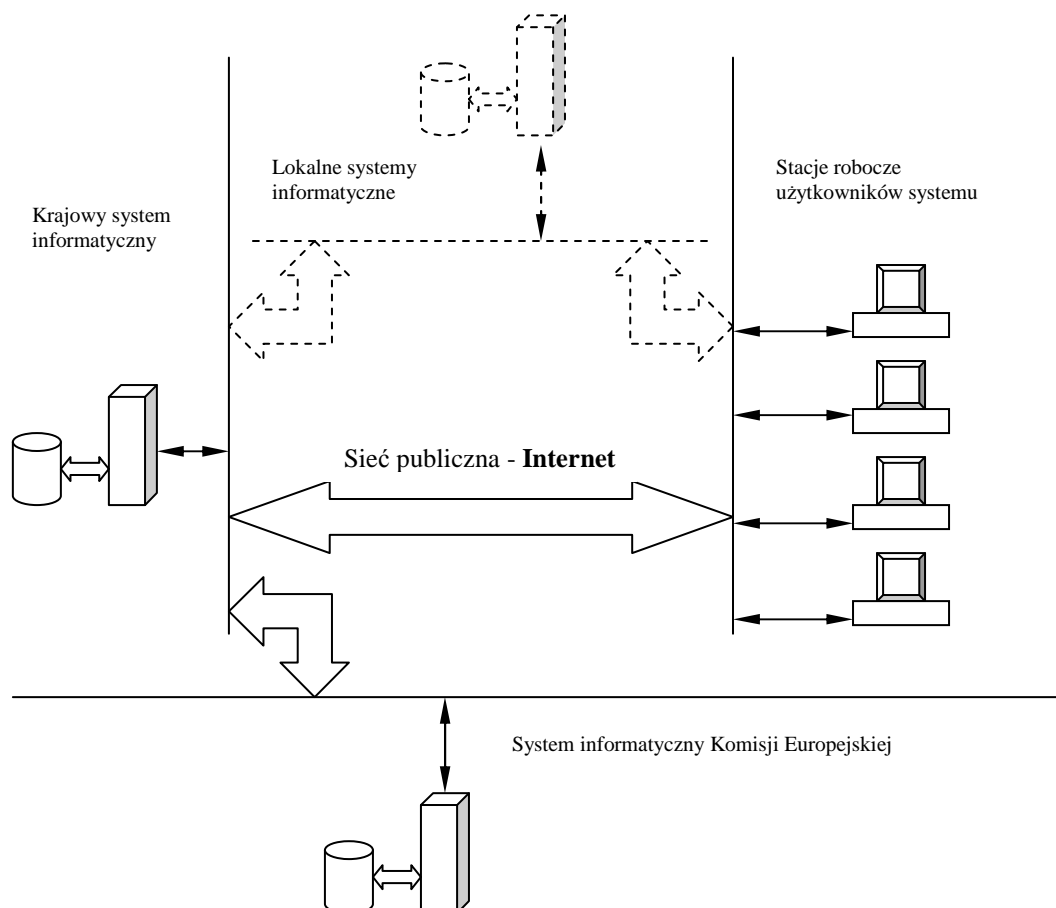 Lokalne systemy
informatyczne
Stacje robocze
użytkowników systemu
Krajowy system
informatyczny
Sieć publiczna - Internet
System informatyczny Komisji Europejskiej